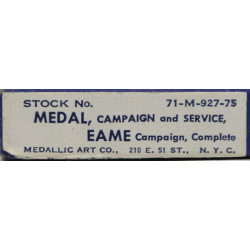 STOCK No. 71-M-927-75
MEDAL, CAMPAIGN and SERVICE,
EAME Campaign, Complete
MEDALLIC ART CO., 210 E. 51 ST., N. Y. C.